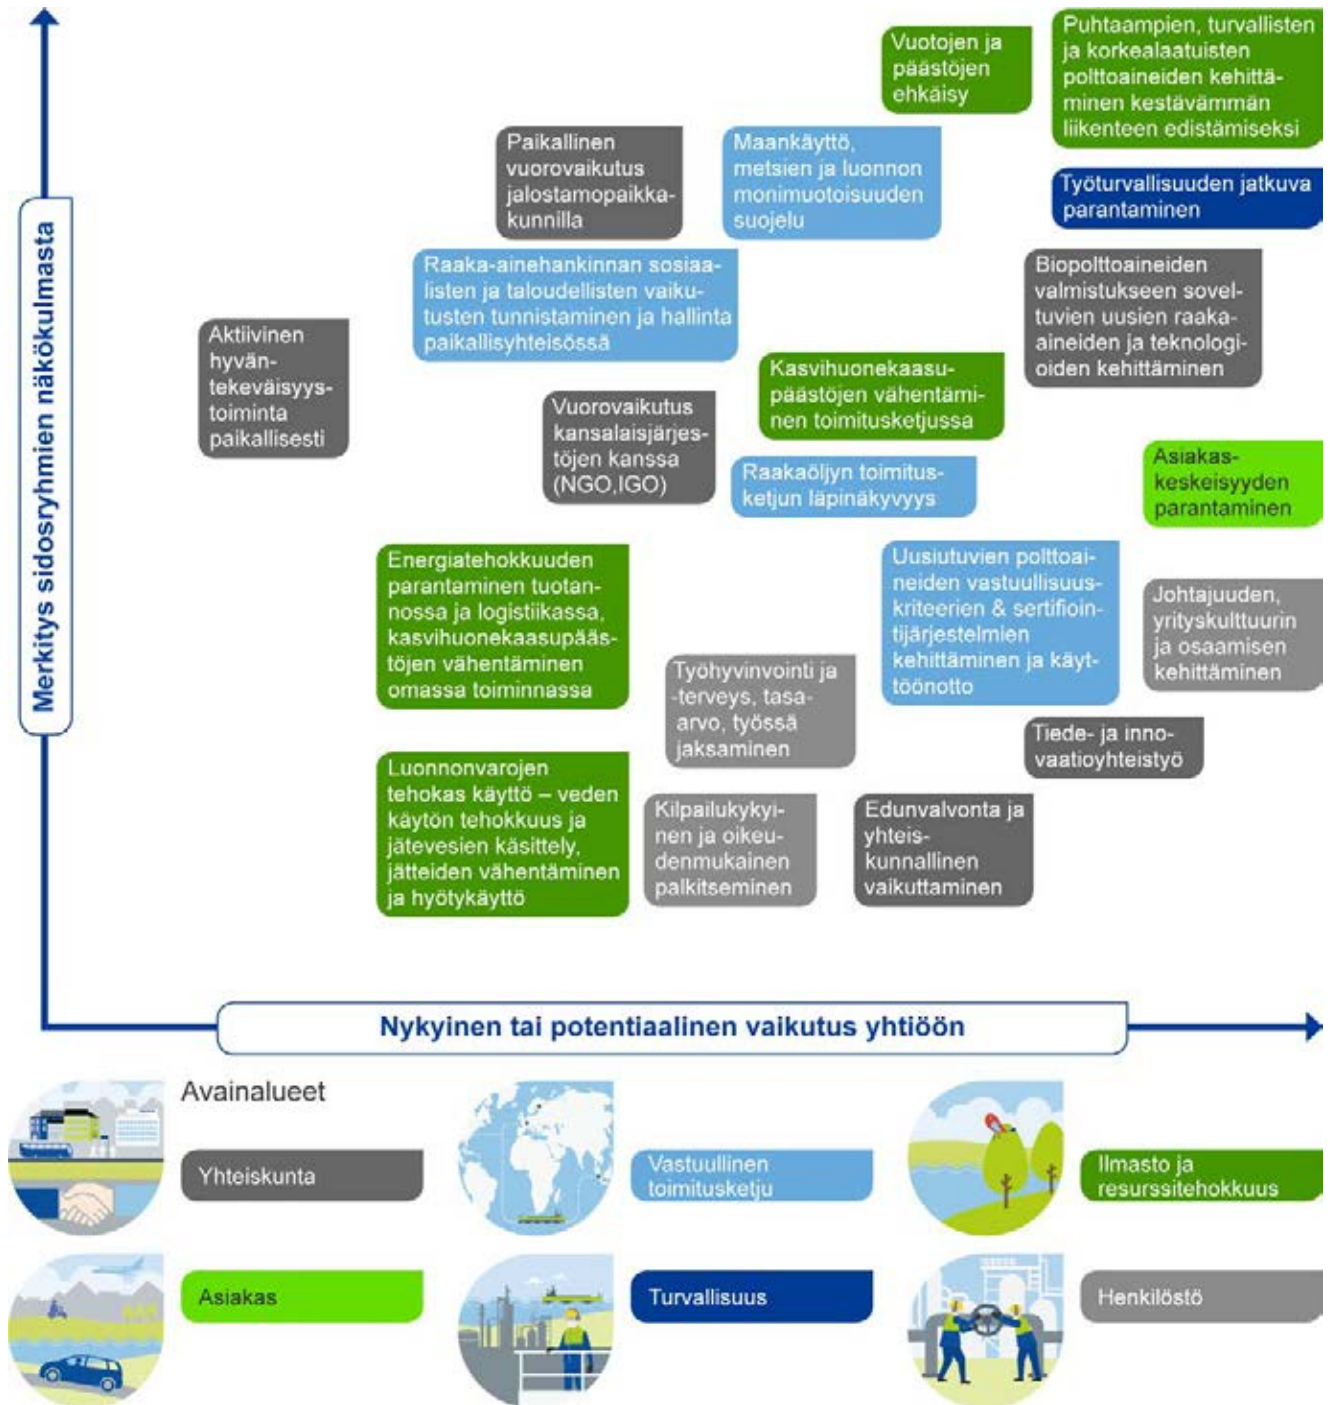 Merkitys sidosryhmien näkökulmasta
Vuotojen ja
päästöjen
ehkäisy
Puhtaampien, turvallisten
ja korkealaatuisten
polttoaineiden kehittä-
minen kestävämmän
liikenteen edistämiseksi
Paikallinen
vuorovaikutus
jalostamopaikka-
kunnilla
Maankäyttö,
metsien ja luonnon
monimuotoisuuden
suojelu
Työturvallisuuden jatkuva
parantaminen
Raaka-ainehankinnan sosiaa-
listen ja taloudellisten vaiku-
tusten tunnistaminen ja hallinta
paikallisyhteisössä
Biopolttoaineiden
valmistukseen sovel-
tuvien uusien raaka-
aineiden ja teknologi-
oiden kehittäminen
Aktiivinen
hyvän-
tekeväisyys-
toiminta
paikallisesti
Kasvihuonekaasu-
päästöjen vähentämi-
nen toimitusketjussa
Vuorovaikutus
kansalaisjärjes-
töjen kanssa
(NGO,IGO)
Raakaöljyn toimitus-
ketjun läpinäkyvyys
Asiakas-
keskeisyyden
parantaminen
Energiatehokkuuden
parantaminen tuotan-
nossa ja logistiikassa,
kasvihuonekaasupääs-
töjen vähentäminen
omassa toiminnassa
Uusiutuvien polttoai-
neiden vastuullisuus-
kriteerien & sertifioin-
tijärjestelmien
kehittäminen ja käyt-
töönotto
Johtajuuden,
yrityskulttuurin
ja osaamisen
kehittäminen
Työhyvinvointi ja
-terveys, tasa-
arvo, työssä
jaksaminen
Tiede- ja inno-
vaatioyhteistyö
Luonnonvarojen
tehokas käyttö – veden
käytön tehokkuus ja
jätevesien käsittely,
jätteiden vähentäminen
ja hyötykäyttö
Kilpailukykyi-
nen ja oikeu-
denmukainen
palkitseminen
Edunvalvonta ja
yhteis-
kunnallinen
vaikuttaminen
Nykyinen tai potentiaalinen vaikutus yhtiöön
Avainalueet
Yhteiskunta
Vastuullinen
toimitusketju
Ilmasto ja
resurssitehokkuus
Asiakas
Turvallisuus
Henkilöstö